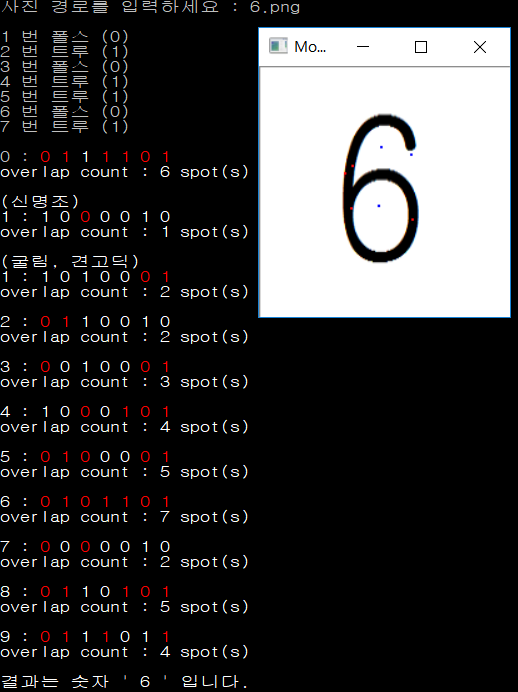 사진 경로를 입력하세요 : 6.png
1 번 폴스 (0)
2 번 트루 (1)
3 번 폴스 (0)
4 번 트루 (1)
5 번 트루 (1)
6 번 폴스 (0)
7 번 트루 (1)
0 : 0 1 1 1 1 0 1
overlap count : 6 spot(s)
(신명조)
1 : 1 0 0 0 0 1 0
overlap count : 1 spot(s)
(굴림, 견고딕)
1 : 1 0 1 0 0 0 1
overlap count : 2 spot(s)
2 : 0 1 1 0 0 1 0
overlap count : 2 spot(s)
3 : 0 0 1 0 0 0 1
overlap count : 3 spot(s)
4 : 1 0 0 0 1 0 1
overlap count : 4 spot(s)
5 : 0 1 0 0 0 0 1
overlap count : 5 spot(s)
6 : 0 1 0 1 1 0 1
overlap count : 7 spot(s)
7 : 0 0 0 0 0 1 0
overlap count : 2 spot(s)
8 : 0 1 1 0 1 0 1
overlap count : 5 spot(s)
9 : 0 1 1 1 0 1 1
overlap count : 4 spot(s)
결과는 숫자 ' 6 ' 입니다.
Mo...
6